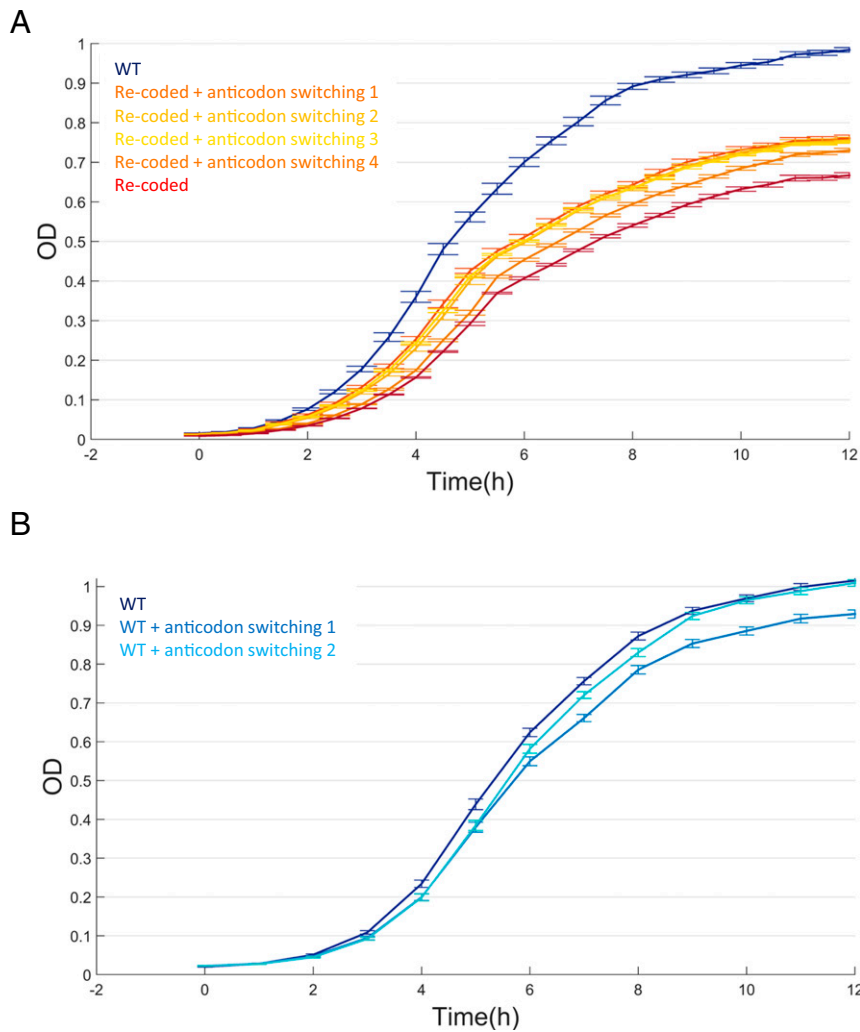 A
WT
Re-coded + anticodon switching 1
Re-coded + anticodon switching 2
Re-coded + anticodon switching 3
Re-coded + anticodon switching 4
Re-coded
OD
1
0.9
0.8
0.7
0.6
0.5
0.4
0.3
0.2
0.1
0
-2 0 2 4 6 8 10 12
Time(h)
B
WT
WT + anticodon switching 1
WT + anticodon switching 2
OD
1
0.9
0.8
0.7
0.6
0.5
0.4
0.3
0.2
0.1
0
-2 0 2 4 6 8 10 12
Time(h)